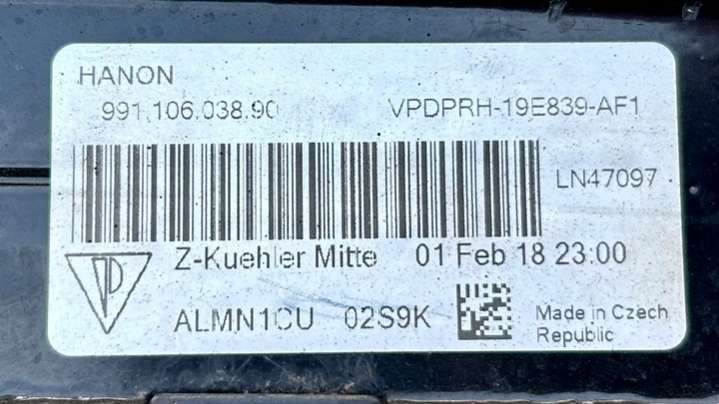 HANON
991.106.038.90 VPDPRH-19E839-AF1
LN47097
Z-Kuehler Mitte 01 Feb 18 23:00
ALMN1CU 02S9K Made in Czech
Republic